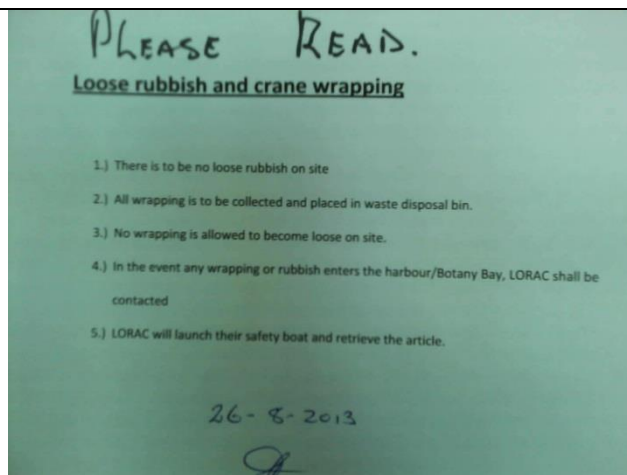 PLEASE READ.
Loose rubbish and crane wrapping
1.) There is to be no loose rubbish on site
2.) All wrapping is to be collected and placed in waste disposal bin.
3.) No wrapping is allowed to become loose on site.
4.) In the event any wrapping or rubbish enters the harbour/Botany Bay, LORAC shall be
contacted
5.) LORAC will launch their safety boat and retrieve the article.
26-8-2013